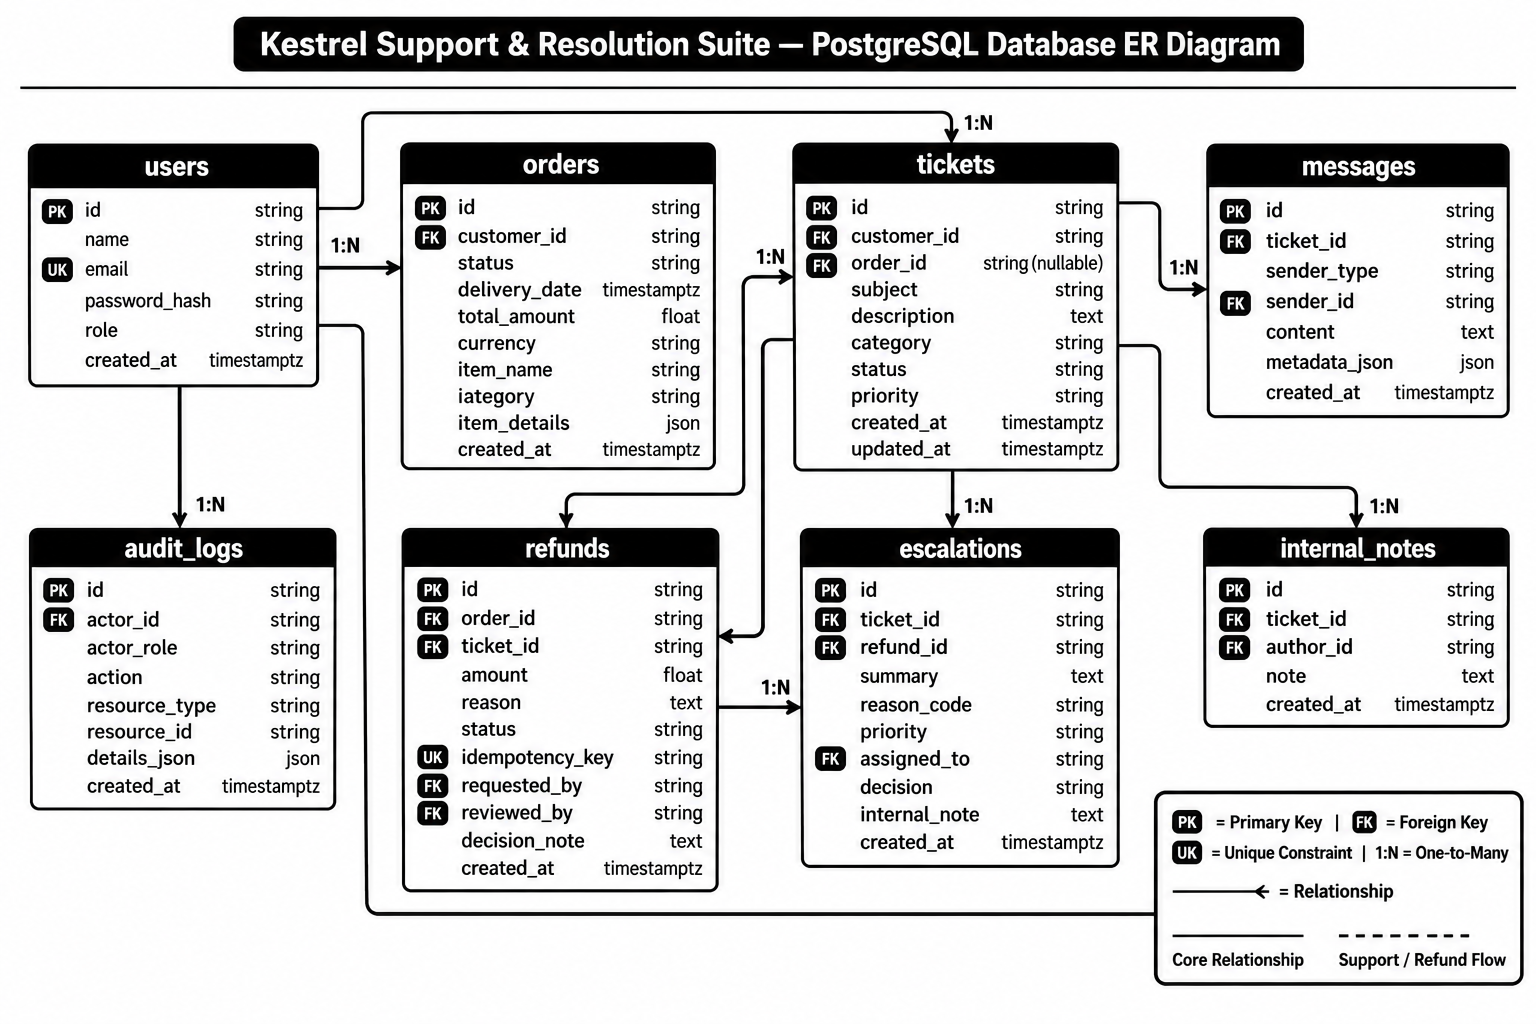 Kestrel Support & Resolution Suite — PostgreSQL Database ER Diagram
users
PK id string
name string
UK email string
password_hash string
role string
created_at timestamptz
1:N
orders
PK id string
FK customer_id string
status string
delivery_date timestamptz
total_amount float
currency string
item_name string
iategory string
item_details json
created_at timestamptz
1:N
tickets
PK id string
FK customer_id string
FK order_id string (nullable)
subject string
description text
category string
status string
priority string
created_at timestamptz
updated_at timestamptz
1:N
1:N
messages
PK id string
FK ticket_id string
sender_type string
FK sender_id string
content text
metadata_json json
created_at timestamptz
1:N
audit_logs
PK id string
FK actor_id string
actor_role string
action string
resource_type string
resource_id string
details_json json
created_at timestamptz
refunds
PK id string
FK order_id string
FK ticket_id string
amount float
reason text
status string
UK idempotency_key string
FK requested_by string
FK reviewed_by string
decision_note text
created_at timestamptz
1:N
1:N
escalations
PK id string
FK ticket_id string
FK refund_id string
summary text
reason_code string
priority string
FK assigned_to string
decision string
internal_note text
created_at timestamptz
1:N
internal_notes
PK id string
FK ticket_id string
FK author_id string
note text
created_at timestamptz
PK = Primary Key | FK = Foreign Key
UK = Unique Constraint | 1:N = One-to-Many
= Relationship
Core Relationship Support / Refund Flow